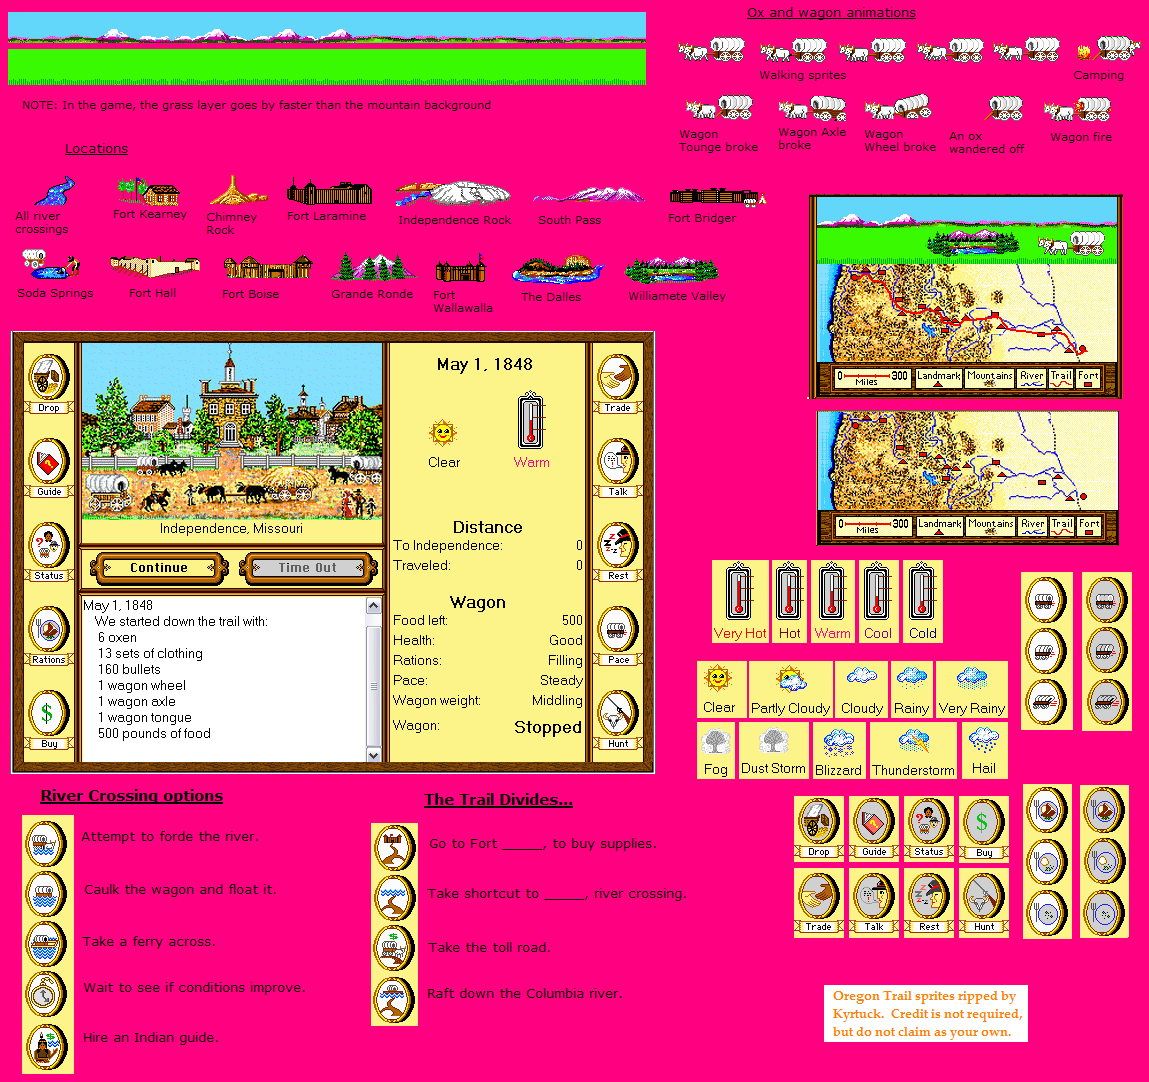 Ox and wagon animations
Walking sprites
Camping
NOTE: In the game, the grass layer goes by faster than the mountain background
Wagon
Tounge broke
Wagon Axle
broke
Wagon
Wheel broke
An ox
wandered off
Wagon fire
Locations
All river
crossings
Fort Kearney
Chimney
Rock
Fort Laramine
Independence Rock
South Pass
Fort Bridger
Soda Springs
Fort Hall
Fort Boise
Grande Ronde
Fort
Wallawalla
The Dalles
Williamete Valley
0 300
Miles
Landmark
Mountains
River
Trail
Fort
0 300
Miles
Landmark
Mountains
River
Trail
Fort
Drop
Guide
Status
Rations
Buy
Independence, Missouri
Continue
Time Out
May 1, 1848
We started down the trail with:
6 oxen
13 sets of clothing
160 bullets
1 wagon wheel
1 wagon axle
1 wagon tongue
500 pounds of food
May 1, 1848
Clear
Warm
Distance
To Independence: 0
Traveled: 0
Wagon
Food left: 500
Health: Good
Rations: Filling
Pace: Steady
Wagon weight: Middling
Wagon: Stopped
Trade
Talk
Rest
Pace
Hunt
Very Hot
Hot
Warm
Cool
Cold
Clear
Partly Cloudy
Cloudy
Rainy
Very Rainy
Fog
Dust Storm
Blizzard
Thunderstorm
Hail
Drop
Guide
Status
Buy
Trade
Talk
Rest
Hunt
River Crossing options
Attempt to forde the river.
Caulk the wagon and float it.
Take a ferry across.
Wait to see if conditions improve.
Hire an Indian guide.
The Trail Divides...
Go to Fort _____, to buy supplies.
Take shortcut to _____, river crossing.
Take the toll road.
Raft down the Columbia river.
Oregon Trail sprites ripped by
Kyrtuck. Credit is not required,
but do not claim as your own.